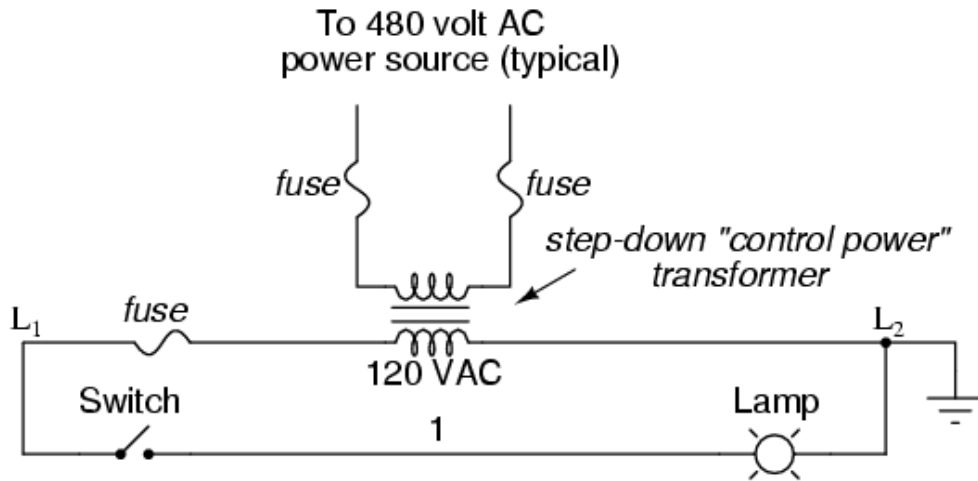 To 480 volt AC
power source (typical)
fuse
fuse
step-down "control power"
transformer
L1
fuse
L2
120 VAC
Switch
1
Lamp